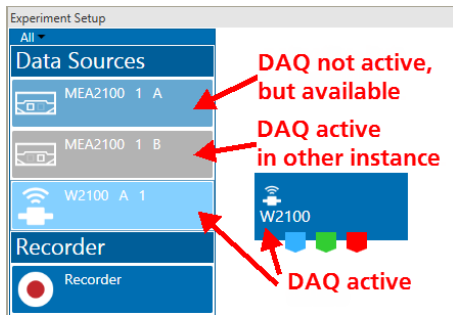 Experiment Setup
All
Data Sources
MEA2100 1 A
MEA2100 1 B
W2100 A 1
Recorder
Recorder
DAQ not active,
but available
DAQ active
in other instance
W2100
DAQ active